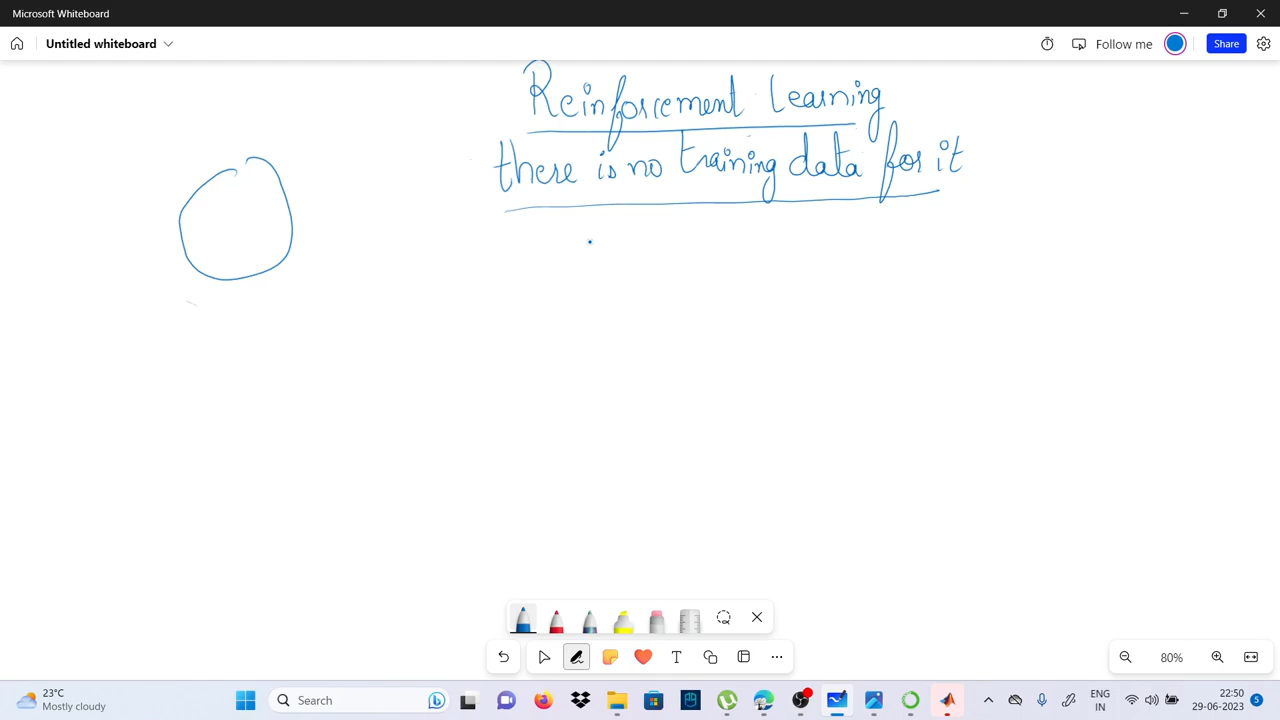 Microsoft Whiteboard
Untitled whiteboard
Follow me
Share
Reinforcement learning
there is no training data for it
80%
23°C
Mostly cloudy
Search
ENG
IN
22:50
29-06-2023
5